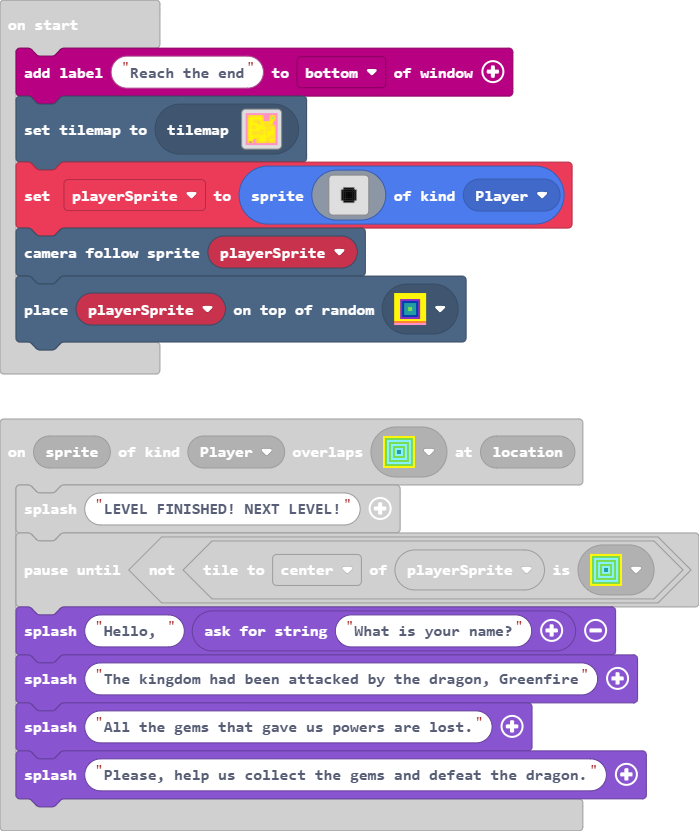 on start
add label "Reach the end" to bottom of window
set tilemap to tilemap
set playerSprite to sprite of kind Player
camera follow sprite playerSprite
place playerSprite on top of random
on sprite of kind Player overlaps at location
splash "LEVEL FINISHED! NEXT LEVEL!"
pause until not tile to center of playerSprite is
splash "Hello, " ask for string "What is your name?"
splash "The kingdom had been attacked by the dragon, Greenfire"
splash "All the gems that gave us powers are lost."
splash "Please, help us collect the gems and defeat the dragon."